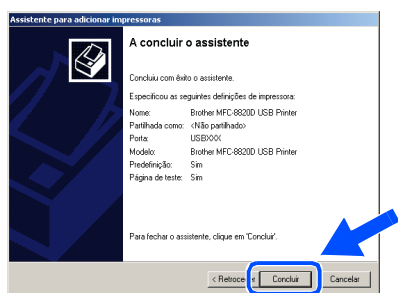 Assistente para adicionar impressoras
A concluir o assistente
Concluiu com êxito o assistente.
Especificou as seguintes definições de impressora:
Nome: Brother MFC-8820D USB Printer
Partilhada como: <Não partilhado>
Porta: USBXXX
Modelo: Brother MFC-8820D USB Printer
Predefinição: Sim
Página de teste: Sim
Para fechar o assistente, clique em 'Concluir'.
< Retroceder Concluir Cancelar